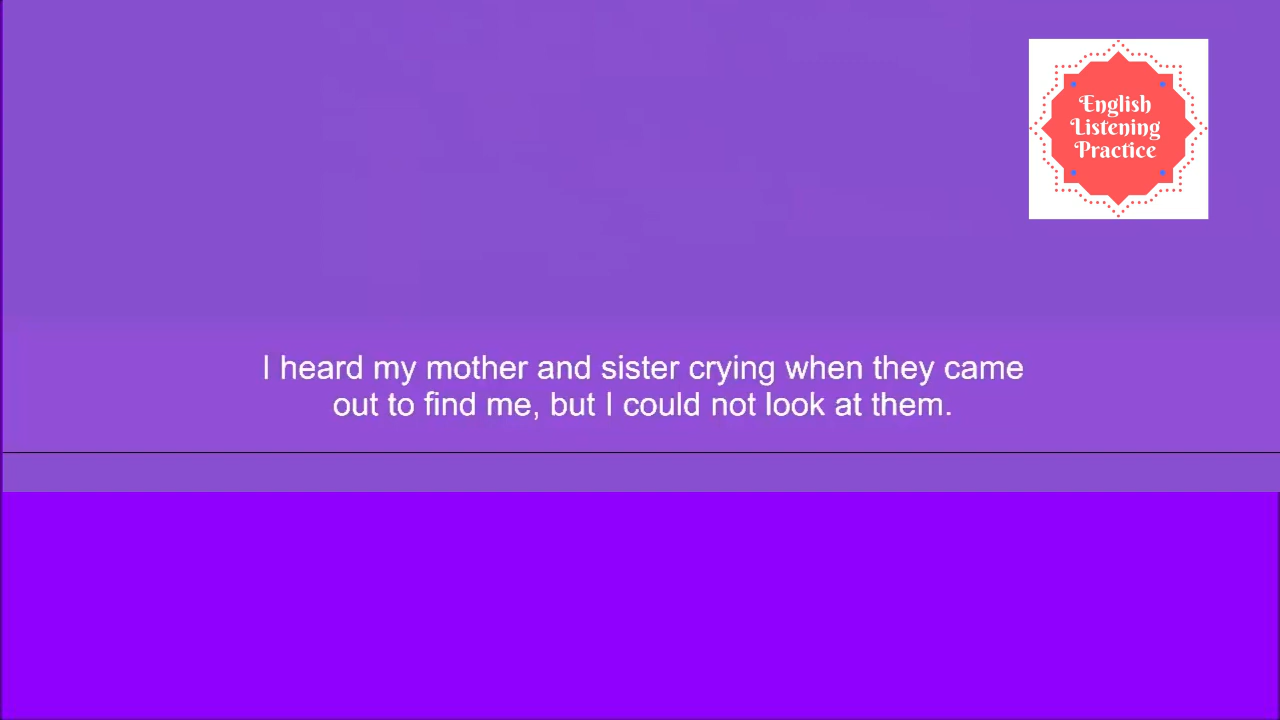 English
Listening
Practice
I heard my mother and sister crying when they came
out to find me, but I could not look at them.